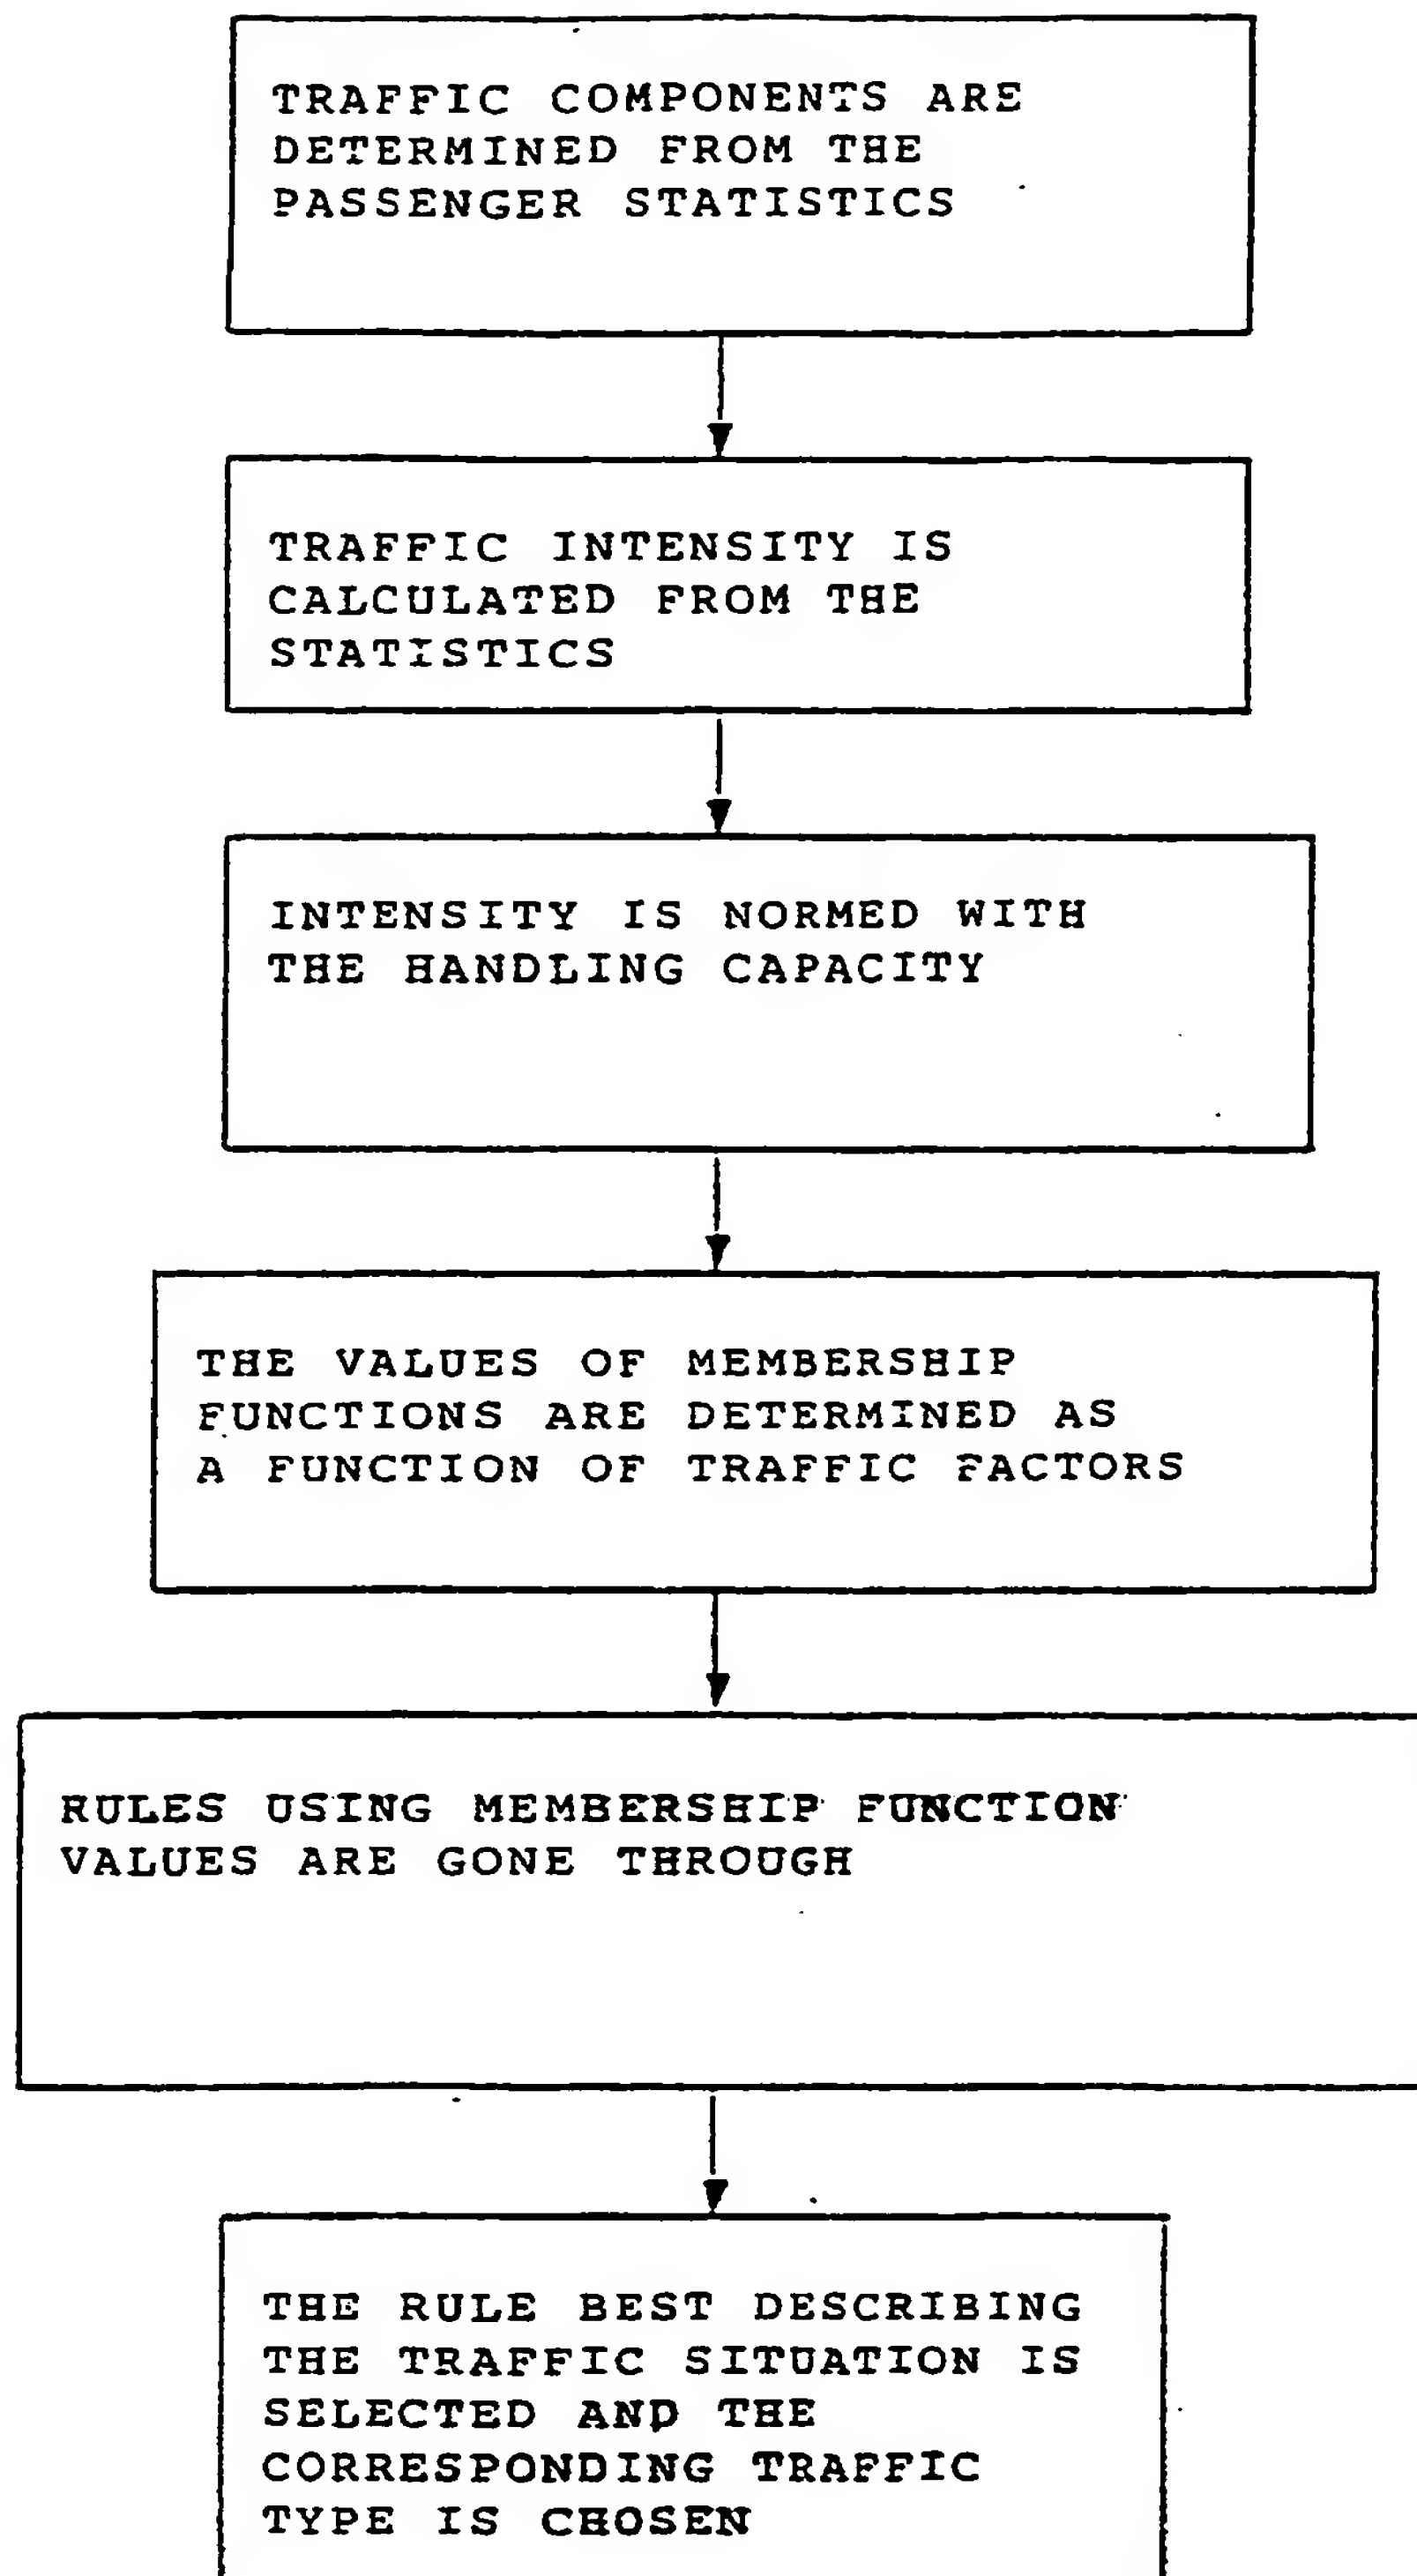 TRAFFIC COMPONENTS ARE
DETERMINED FROM THE
PASSENGER STATISTICS
TRAFFIC INTENSITY IS
CALCULATED FROM THE
STATISTICS
INTENSITY IS NORMED WITH
THE HANDLING CAPACITY
THE VALUES OF MEMBERSHIP
FUNCTIONS ARE DETERMINED AS
A FUNCTION OF TRAFFIC FACTORS
RULES USING MEMBERSHIP FUNCTION
VALUES ARE GONE THROUGH
THE RULE BEST DESCRIBING
THE TRAFFIC SITUATION IS
SELECTED AND THE
CORRESPONDING TRAFFIC
TYPE IS CHOSEN